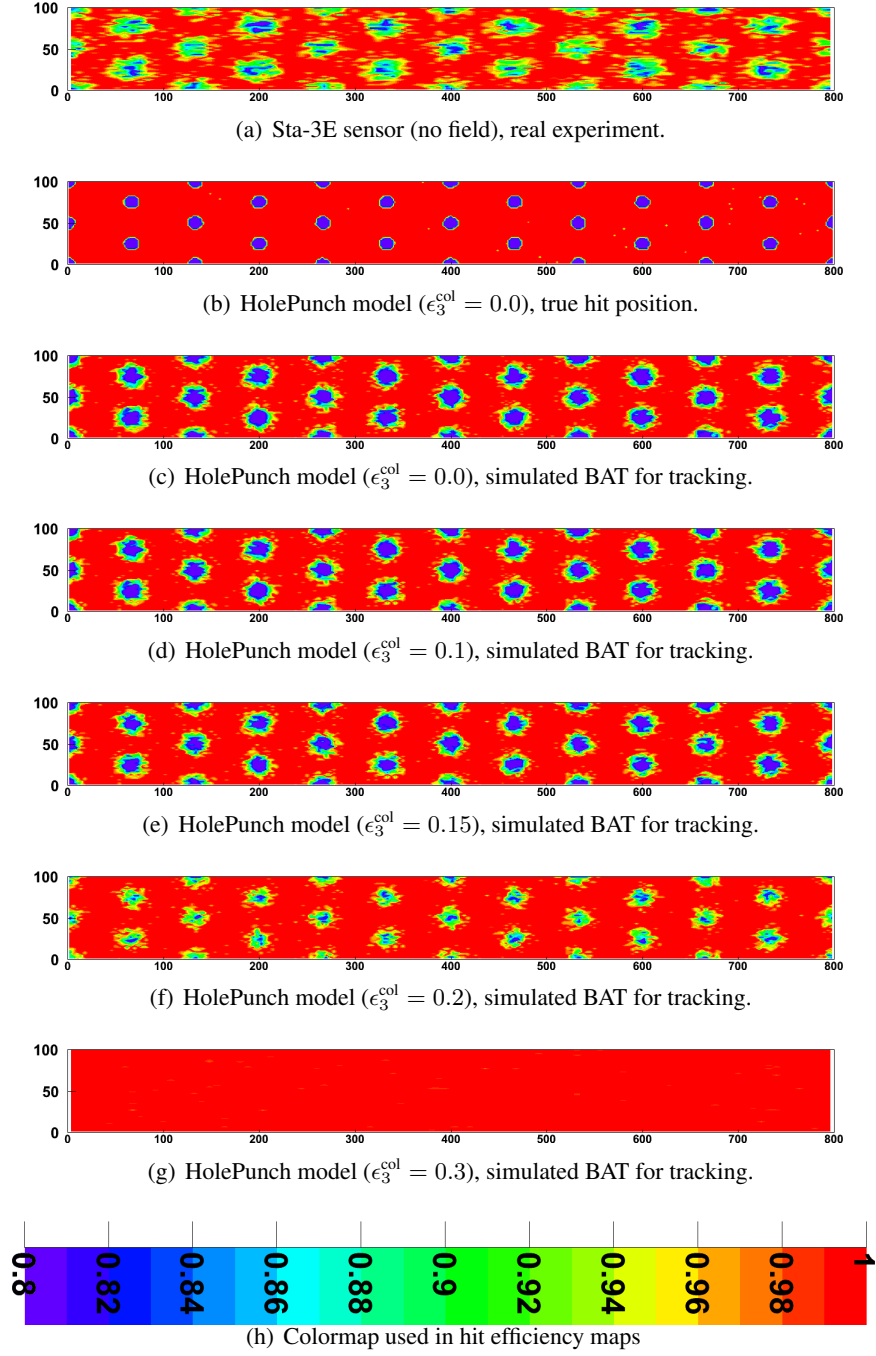 100
50
0
0 100 200 300 400 500 600 700 800
(a) Sta-3E sensor (no field), real experiment.
100
50
0
0 100 200 300 400 500 600 700 800
(b) HolePunch model (ϵ₃ᶜᵒˡ = 0.0), true hit position.
100
50
0
0 100 200 300 400 500 600 700 800
(c) HolePunch model (ϵ₃ᶜᵒˡ = 0.0), simulated BAT for tracking.
100
50
0
0 100 200 300 400 500 600 700 800
(d) HolePunch model (ϵ₃ᶜᵒˡ = 0.1), simulated BAT for tracking.
100
50
0
0 100 200 300 400 500 600 700 800
(e) HolePunch model (ϵ₃ᶜᵒˡ = 0.15), simulated BAT for tracking.
100
50
0
0 100 200 300 400 500 600 700 800
(f) HolePunch model (ϵ₃ᶜᵒˡ = 0.2), simulated BAT for tracking.
100
50
0
0 100 200 300 400 500 600 700 800
(g) HolePunch model (ϵ₃ᶜᵒˡ = 0.3), simulated BAT for tracking.
0.8 0.82 0.84 0.86 0.88 0.9 0.92 0.94 0.96 0.98 1
(h) Colormap used in hit efficiency maps